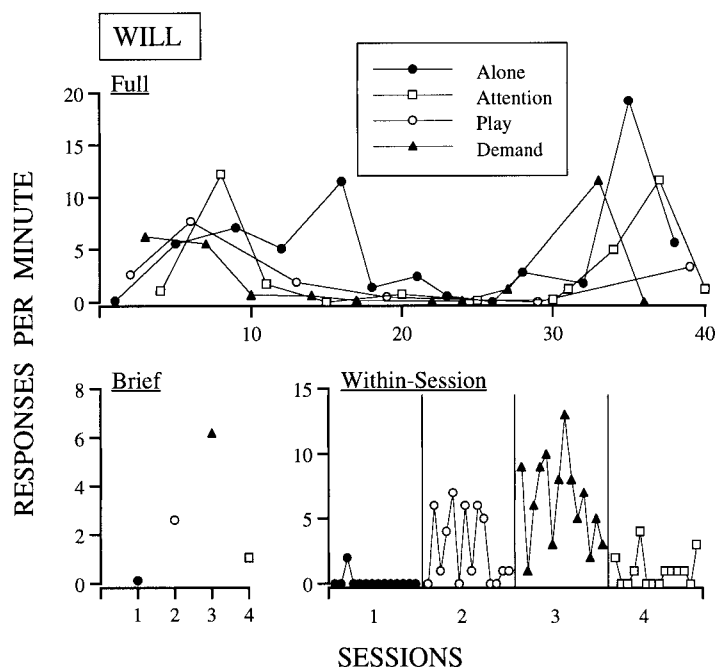 WILL
Full
Alone
Attention
Play
Demand
20
15
10
5
0
10
20
30
40
RESPONSES PER MINUTE
Brief
8
6
4
2
0
1
2
3
4
Within-Session
15
10
5
0
1
2
3
4
SESSIONS